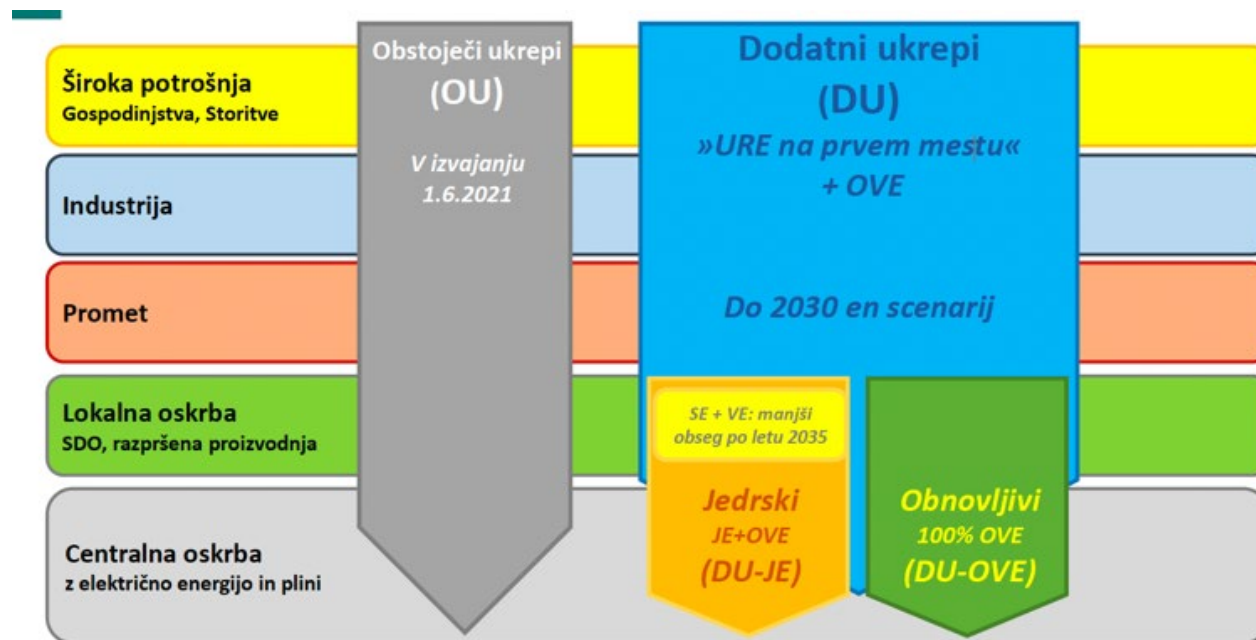 Široka potrošnja
Gospodinjstva, Storitve
Industrija
Promet
Lokalna oskrba
SDO, razpršena proizvodnja
Centralna oskrba
z električno energijo in plini
Obstoječi ukrepi
(OU)
V izvajanju
1.6.2021
Dodatni ukrepi
(DU)
»URE na prvem mestu«
+ OVE
Do 2030 en scenarij
SE + VE: manjši
obseg po letu 2035
Jedrski
JE+OVE
(DU-JE)
Obnovljivi
100% OVE
(DU-OVE)